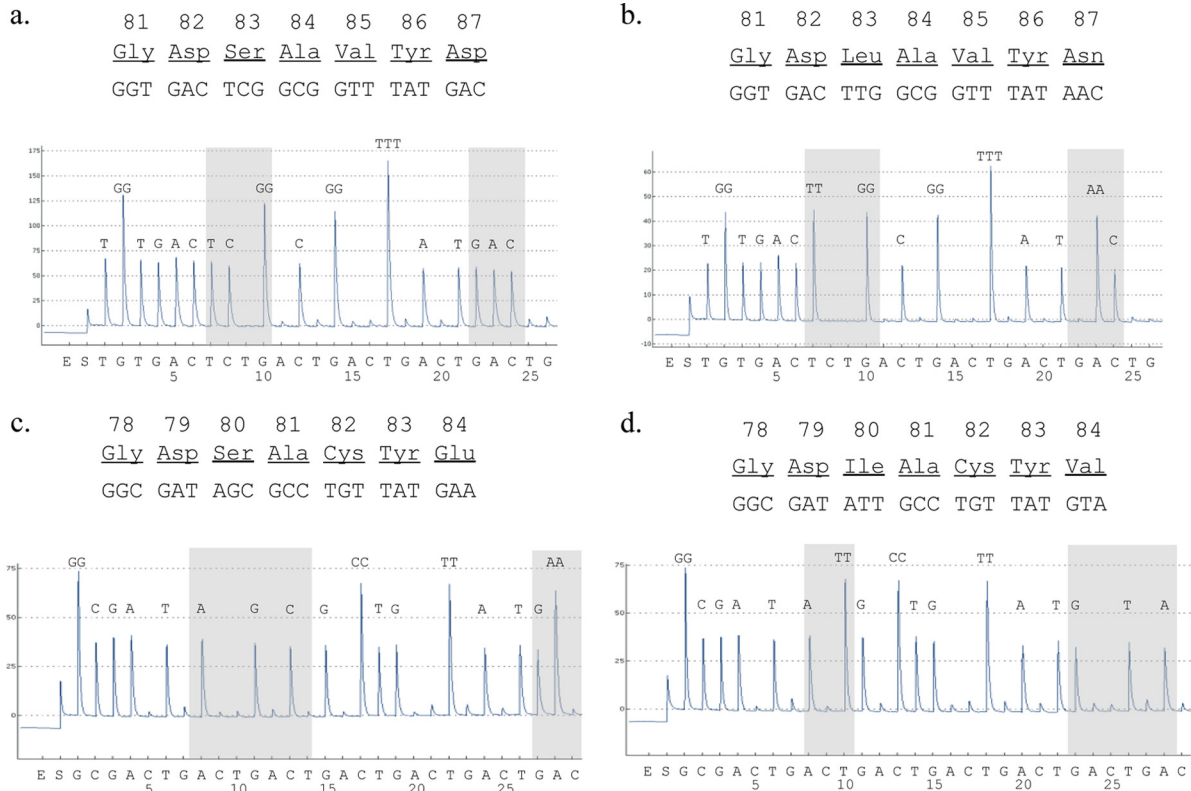 a.
81 82 83 84 85 86 87
Gly Asp Ser Ala Val Tyr Asp
GGT GAC TCG GCG GTT TAT GAC
TTT
175
150
125
100
75
50
25
0
GG GG GG
T T G A C T C C A T G A C
E S T G T G A C T C T G A C T G A C T G A C T G A C T G
5 10 15 20 25
b.
81 82 83 84 85 86 87
Gly Asp Leu Ala Val Tyr Asn
GGT GAC TTG GCG GTT TAT AAC
TTT
60
50
40
30
20
10
0
-10
GG TT GG GG AA
T T G A C C A T C
E S T G T G A C T C T G A C T G A C T G A C T G A C T G
5 10 15 20 25
c.
78 79 80 81 82 83 84
Gly Asp Ser Ala Cys Tyr Glu
GGC GAT AGC GCC TGT TAT GAA
GG CC TT AA
75
50
25
0
C G A T A G C G T G A T G
E S G C G A C T G A C T G A C T G A C T G A C T G A C T G A C
5 10 15 20 25
d.
78 79 80 81 82 83 84
Gly Asp Ile Ala Cys Tyr Val
GGC GAT ATT GCC TGT TAT GTA
GG TT CC TT
75
50
25
0
C G A T A G T G A T G T A
E S G C G A C T G A C T G A C T G A C T G A C T G A C T G A C
5 10 15 20 25